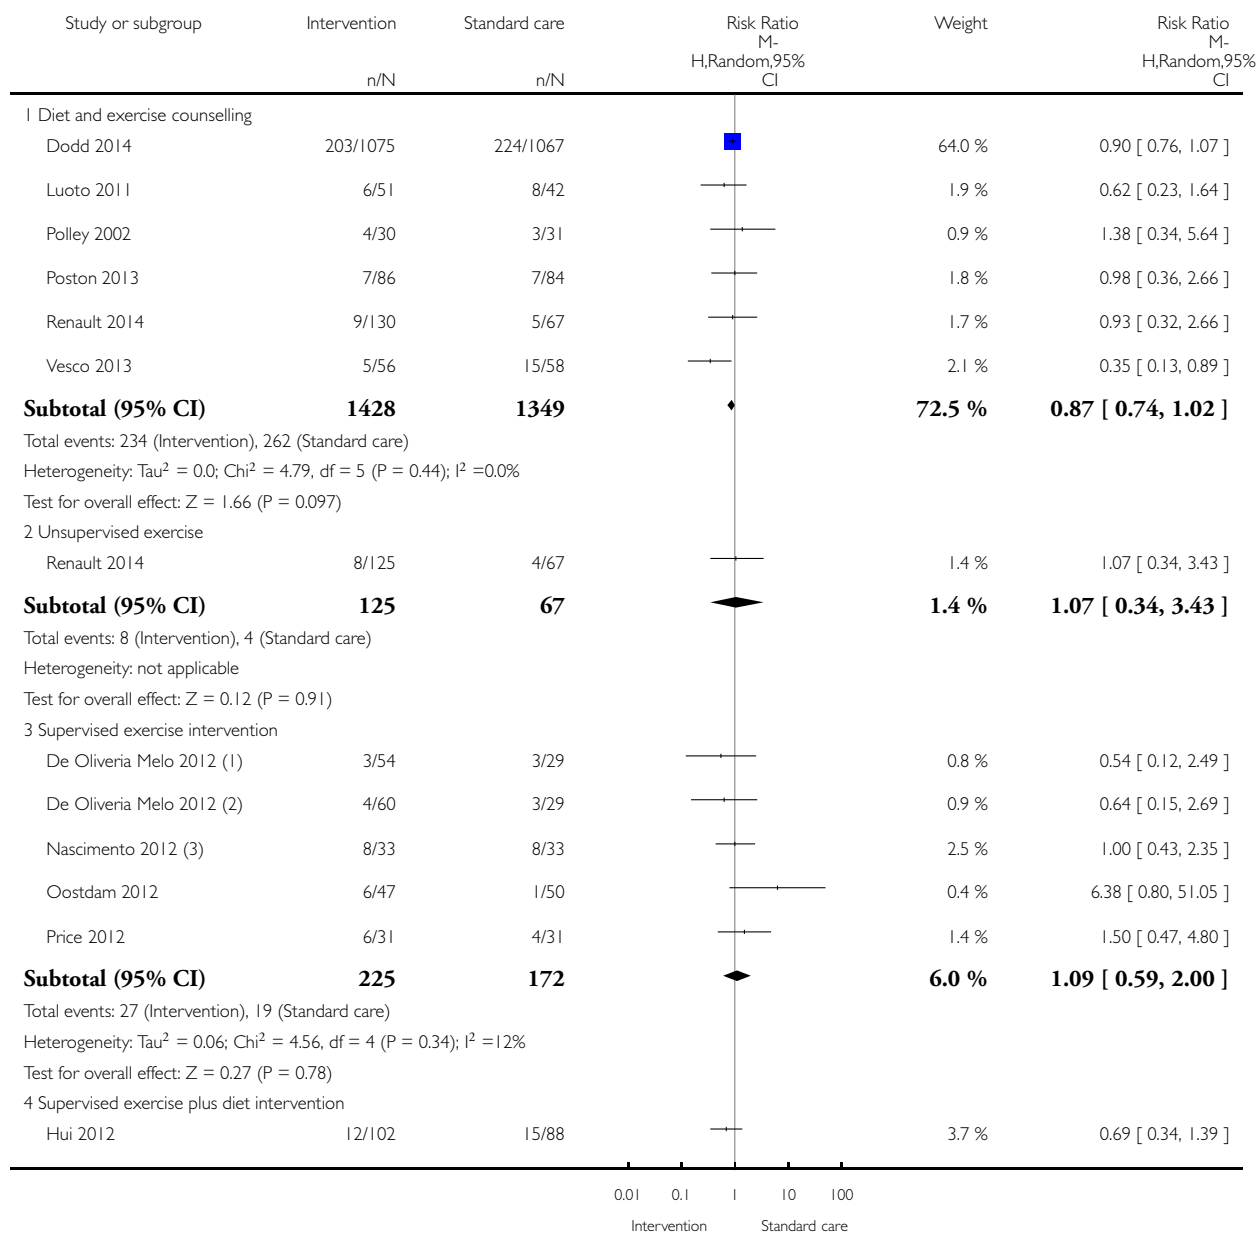 Study or subgroup Intervention Standard care Risk Ratio Weight Risk Ratio
M- M-
H,Random,95% H,Random,95%
n/N n/N CI CI
1 Diet and exercise counselling
Dodd 2014 203/1075 224/1067 64.0 % 0.90 [ 0.76, 1.07 ]
Luoto 2011 6/51 8/42 1.9 % 0.62 [ 0.23, 1.64 ]
Polley 2002 4/30 3/31 0.9 % 1.38 [ 0.34, 5.64 ]
Poston 2013 7/86 7/84 1.8 % 0.98 [ 0.36, 2.66 ]
Renault 2014 9/130 5/67 1.7 % 0.93 [ 0.32, 2.66 ]
Vesco 2013 5/56 15/58 2.1 % 0.35 [ 0.13, 0.89 ]
Subtotal (95% CI) 1428 1349 72.5 % 0.87 [ 0.74, 1.02 ]
Total events: 234 (Intervention), 262 (Standard care)
Heterogeneity: Tau² = 0.0; Chi² = 4.79, df = 5 (P = 0.44); I² =0.0%
Test for overall effect: Z = 1.66 (P = 0.097)
2 Unsupervised exercise
Renault 2014 8/125 4/67 1.4 % 1.07 [ 0.34, 3.43 ]
Subtotal (95% CI) 125 67 1.4 % 1.07 [ 0.34, 3.43 ]
Total events: 8 (Intervention), 4 (Standard care)
Heterogeneity: not applicable
Test for overall effect: Z = 0.12 (P = 0.91)
3 Supervised exercise intervention
De Oliveria Melo 2012 (1) 3/54 3/29 0.8 % 0.54 [ 0.12, 2.49 ]
De Oliveria Melo 2012 (2) 4/60 3/29 0.9 % 0.64 [ 0.15, 2.69 ]
Nascimento 2012 (3) 8/33 8/33 2.5 % 1.00 [ 0.43, 2.35 ]
Oostdam 2012 6/47 1/50 0.4 % 6.38 [ 0.80, 51.05 ]
Price 2012 6/31 4/31 1.4 % 1.50 [ 0.47, 4.80 ]
Subtotal (95% CI) 225 172 6.0 % 1.09 [ 0.59, 2.00 ]
Total events: 27 (Intervention), 19 (Standard care)
Heterogeneity: Tau² = 0.06; Chi² = 4.56, df = 4 (P = 0.34); I² =12%
Test for overall effect: Z = 0.27 (P = 0.78)
4 Supervised exercise plus diet intervention
Hui 2012 12/102 15/88 3.7 % 0.69 [ 0.34, 1.39 ]
0.01 0.1 1 10 100
Intervention Standard care